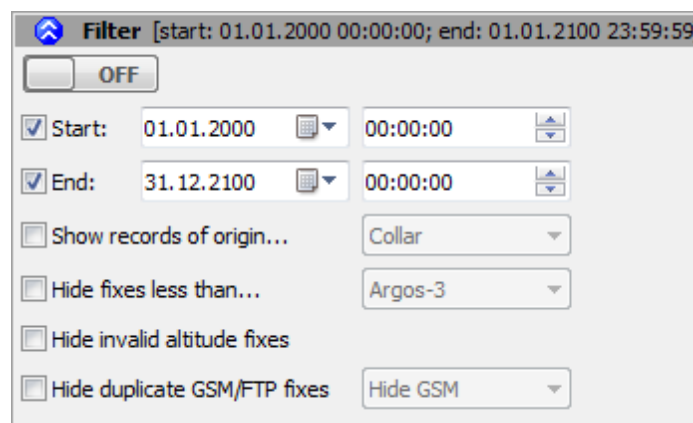 Filter [start: 01.01.2000 00:00:00; end: 01.01.2100 23:59:59
OFF
Start: 01.01.2000 00:00:00
End: 31.12.2100 00:00:00
Show records of origin... Collar
Hide fixes less than... Argos-3
Hide invalid altitude fixes
Hide duplicate GSM/FTP fixes Hide GSM